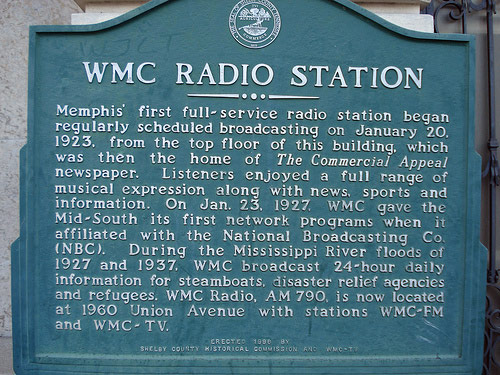 WMC RADIO STATION
Memphis' first full-service radio station began
regularly scheduled broadcasting on January 20,
1923, from the top floor of this building, which
was then the home of The Commercial Appeal
newspaper. Listeners enjoyed a full range of
musical expression along with news, sports and
information. On Jan. 23, 1927, WMC gave the
Mid-South its first network programs when it
affiliated with the National Broadcasting Co.
(NBC). During the Mississippi River floods of
1927 and 1937, WMC broadcast 24-hour daily
information for steamboats, disaster relief agencies
and refugees. WMC Radio, AM 790, is now located
at 1960 Union Avenue with stations WMC-FM
and WMC-TV.
ERECTED 1990 BY
SHELBY COUNTY HISTORICAL COMMISSION AND WMC-TV